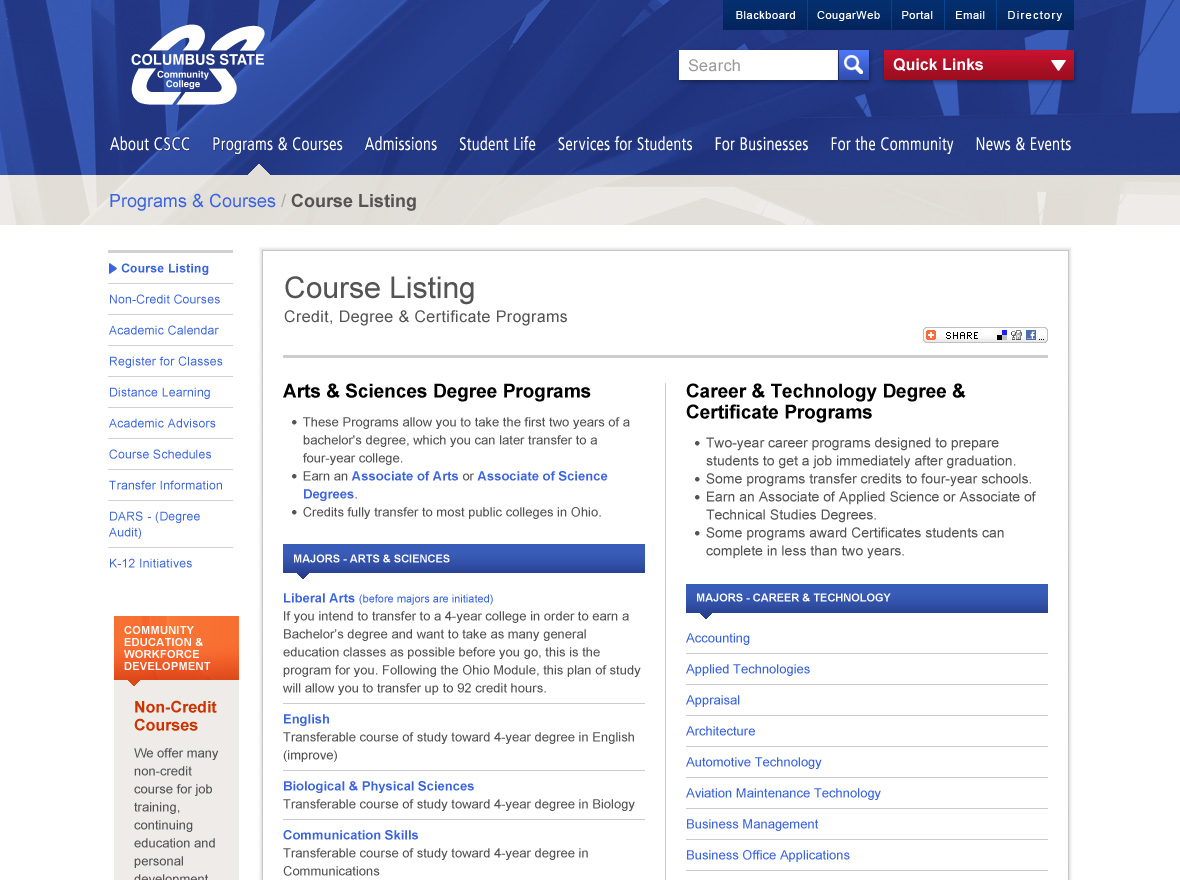 Blackboard
CougarWeb
Portal
Email
Directory
COLUMBUS STATE
Community
College
Search
Quick Links
About CSCC
Programs & Courses
Admissions
Student Life
Services for Students
For Businesses
For the Community
News & Events
Programs & Courses / Course Listing
Course Listing
Non-Credit Courses
Academic Calendar
Register for Classes
Distance Learning
Academic Advisors
Course Schedules
Transfer Information
DARS - (Degree
Audit)
K-12 Initiatives
COMMUNITY
EDUCATION &
WORKFORCE
DEVELOPMENT
Non-Credit
Courses
We offer many
non-credit
course for job
training,
continuing
education and
personal
development
Course Listing
Credit, Degree & Certificate Programs
SHARE
...
Arts & Sciences Degree Programs
• These Programs allow you to take the first two years of a
bachelor's degree, which you can later transfer to a
four-year college.
• Earn an Associate of Arts or Associate of Science
Degrees.
• Credits fully transfer to most public colleges in Ohio.
MAJORS - ARTS & SCIENCES
Liberal Arts (before majors are initiated)
If you intend to transfer to a 4-year college in order to earn a
Bachelor's degree and want to take as many general
education classes as possible before you go, this is the
program for you. Following the Ohio Module, this plan of study
will allow you to transfer up to 92 credit hours.
English
Transferable course of study toward 4-year degree in English
(improve)
Biological & Physical Sciences
Transferable course of study toward 4-year degree in Biology
Communication Skills
Transferable course of study toward 4-year degree in
Communications
Career & Technology Degree &
Certificate Programs
• Two-year career programs designed to prepare
students to get a job immediately after graduation.
• Some programs transfer credits to four-year schools.
• Earn an Associate of Applied Science or Associate of
Technical Studies Degrees.
• Some programs award Certificates students can
complete in less than two years.
MAJORS - CAREER & TECHNOLOGY
Accounting
Applied Technologies
Appraisal
Architecture
Automotive Technology
Aviation Maintenance Technology
Business Management
Business Office Applications